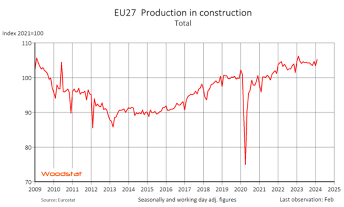 EU27 Production in construction
Total
Index 2021=100
110
100
90
80
70
2009 2010 2011 2012 2013 2014 2015 2016 2017 2018 2019 2020 2021 2022 2023 2024 2025
Woodstat
Source: Eurostat Seasonally and working day adj. figures Last observation: Feb